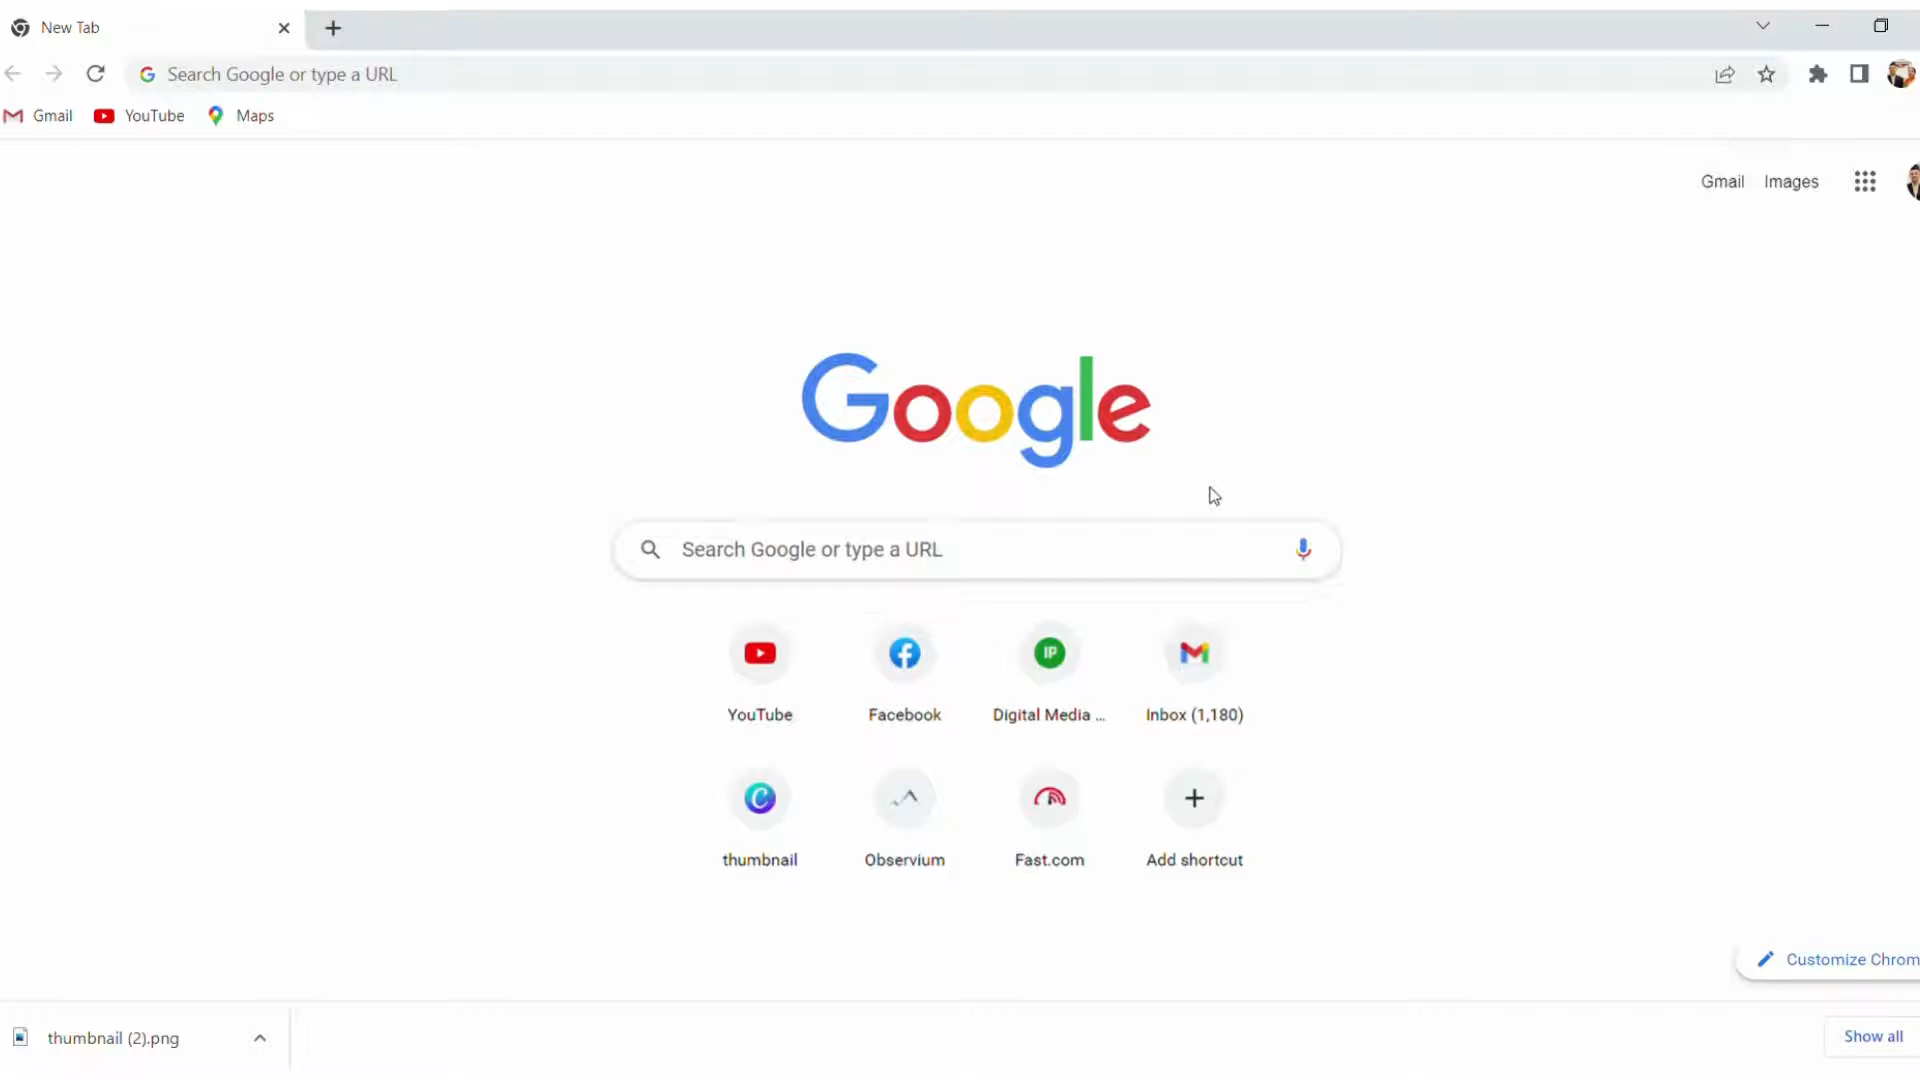 New Tab
Search Google or type a URL
Gmail YouTube Maps
Gmail Images
Google
Search Google or type a URL
IP
YouTube Facebook Digital Media ... Inbox (1,180)
thumbnail Observium Fast.com Add shortcut
Customize Chrom
thumbnail (2).png
Show all